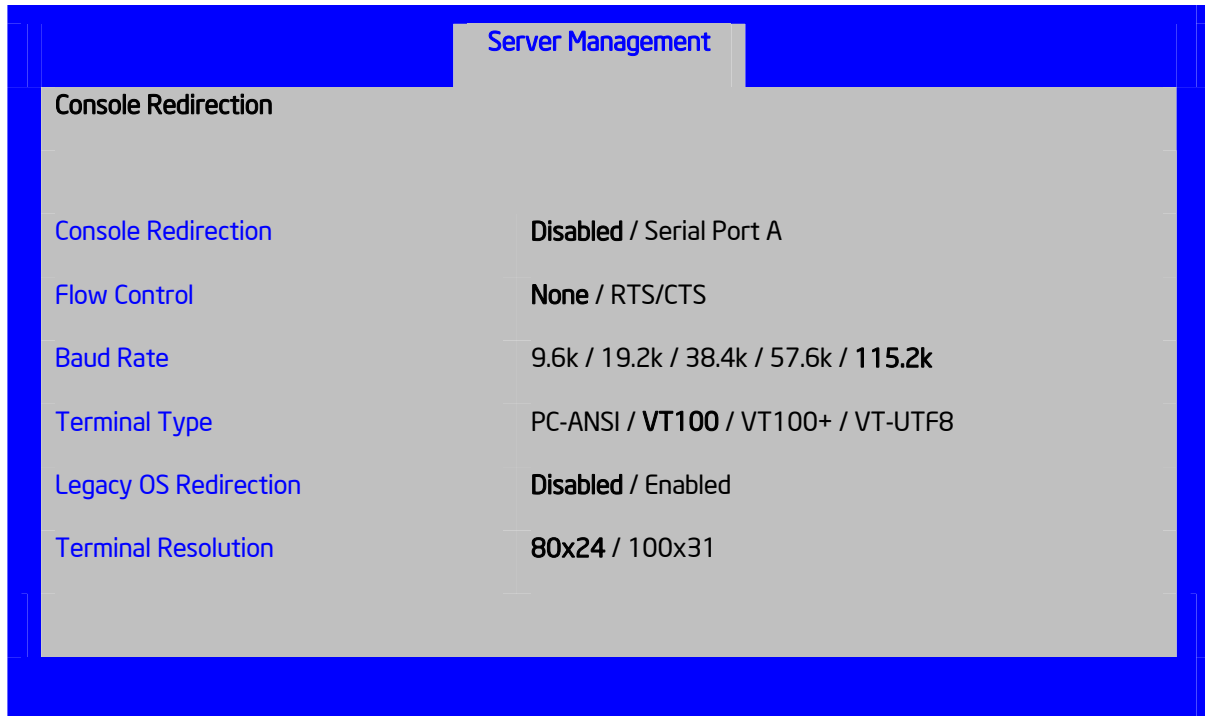 Server Management
Console Redirection
Console Redirection Disabled / Serial Port A
Flow Control None / RTS/CTS
Baud Rate 9.6k / 19.2k / 38.4k / 57.6k / 115.2k
Terminal Type PC-ANSI / VT100 / VT100+ / VT-UTF8
Legacy OS Redirection Disabled / Enabled
Terminal Resolution 80x24 / 100x31